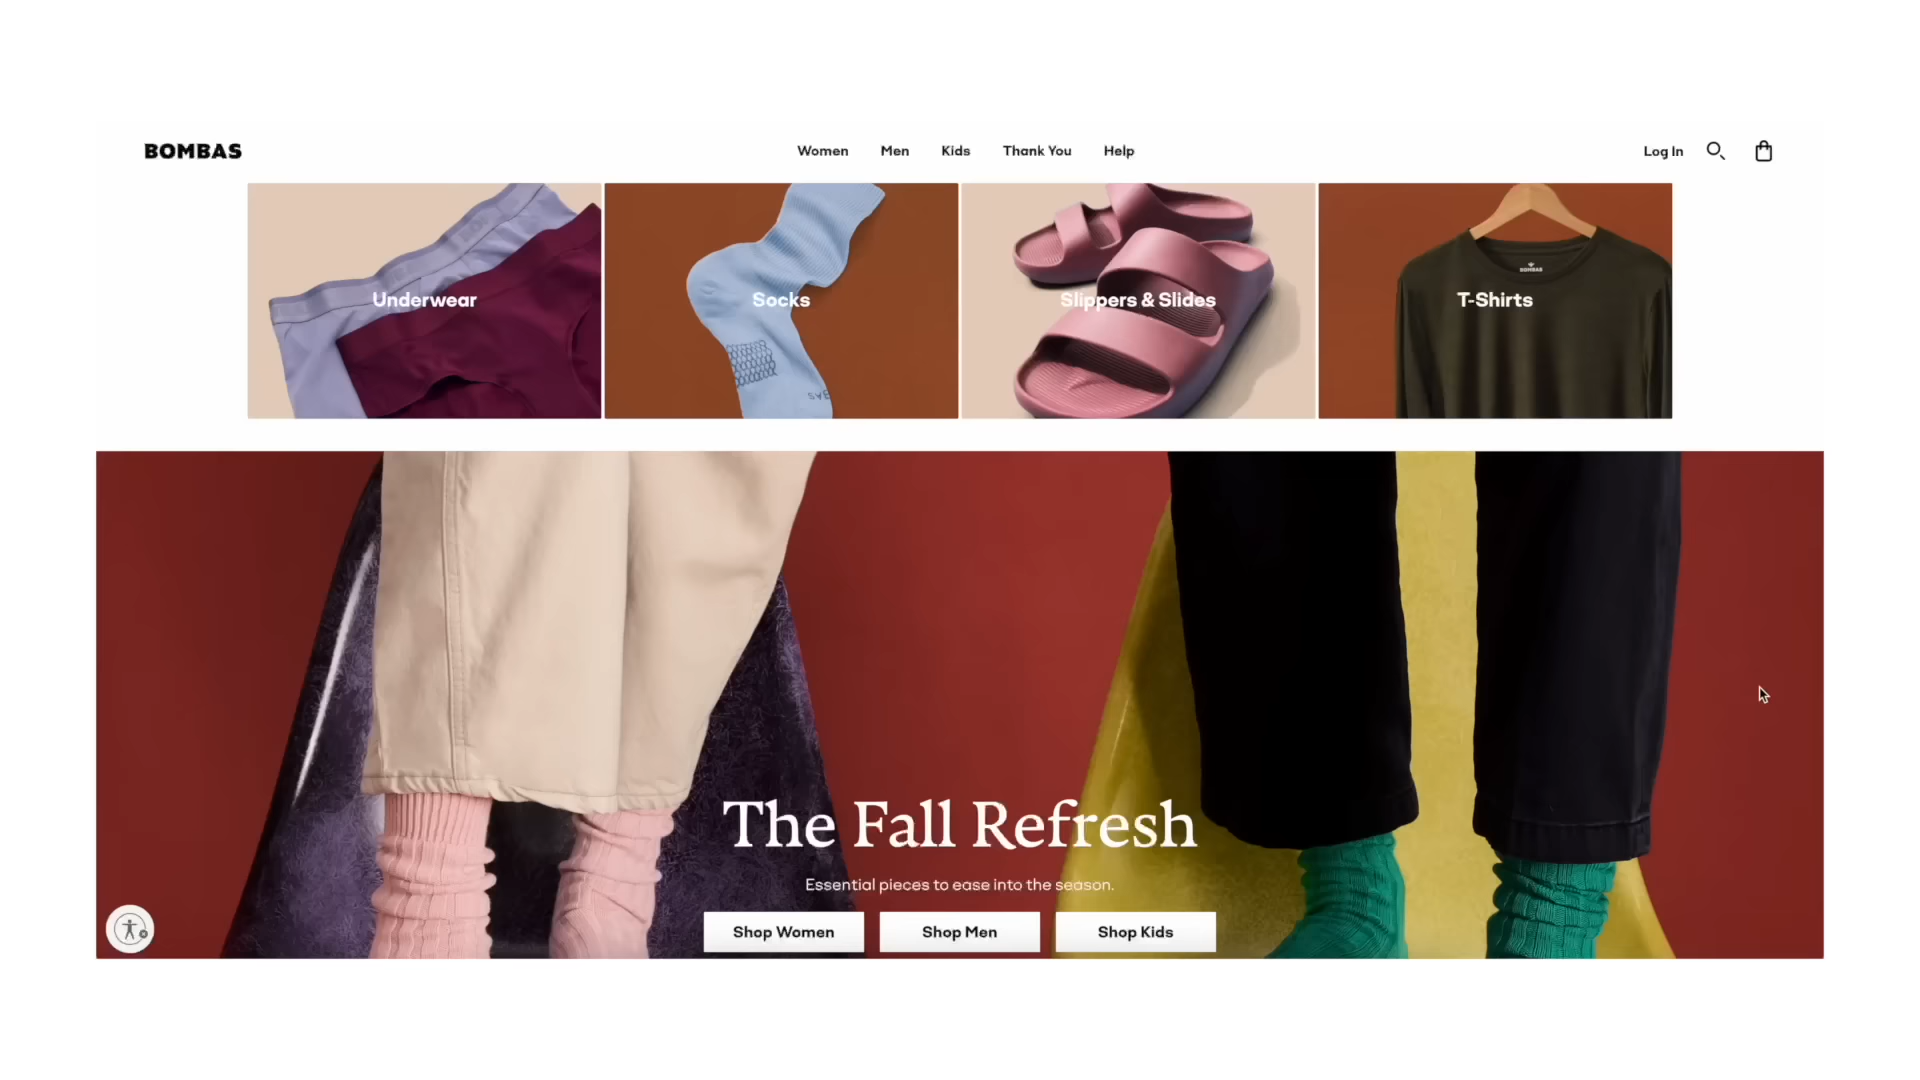 BOMBAS
Women Men Kids Thank You Help
Log In
BOMBAS
Underwear
Socks
Slippers & Slides
T-Shirts
The Fall Refresh
Essential pieces to ease into the season.
Shop Women
Shop Men
Shop Kids